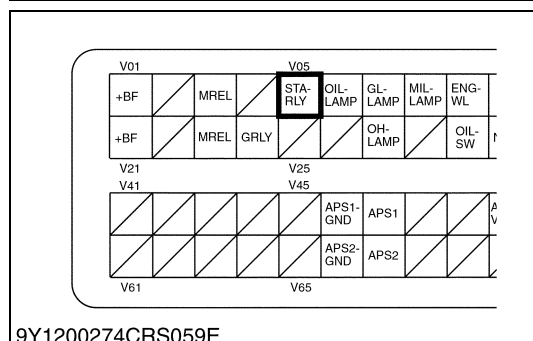 V01 V05
+BF MREL STA- OIL- GL- MIL- ENG-
RLY LAMP LAMP LAMP WL
+BF MREL GRLY OH- OIL-
LAMP SW
V21 V25
V41 V45
APS1- APS1
GND
APS2- APS2
GND
V61 V65
9Y1200274CRS059E